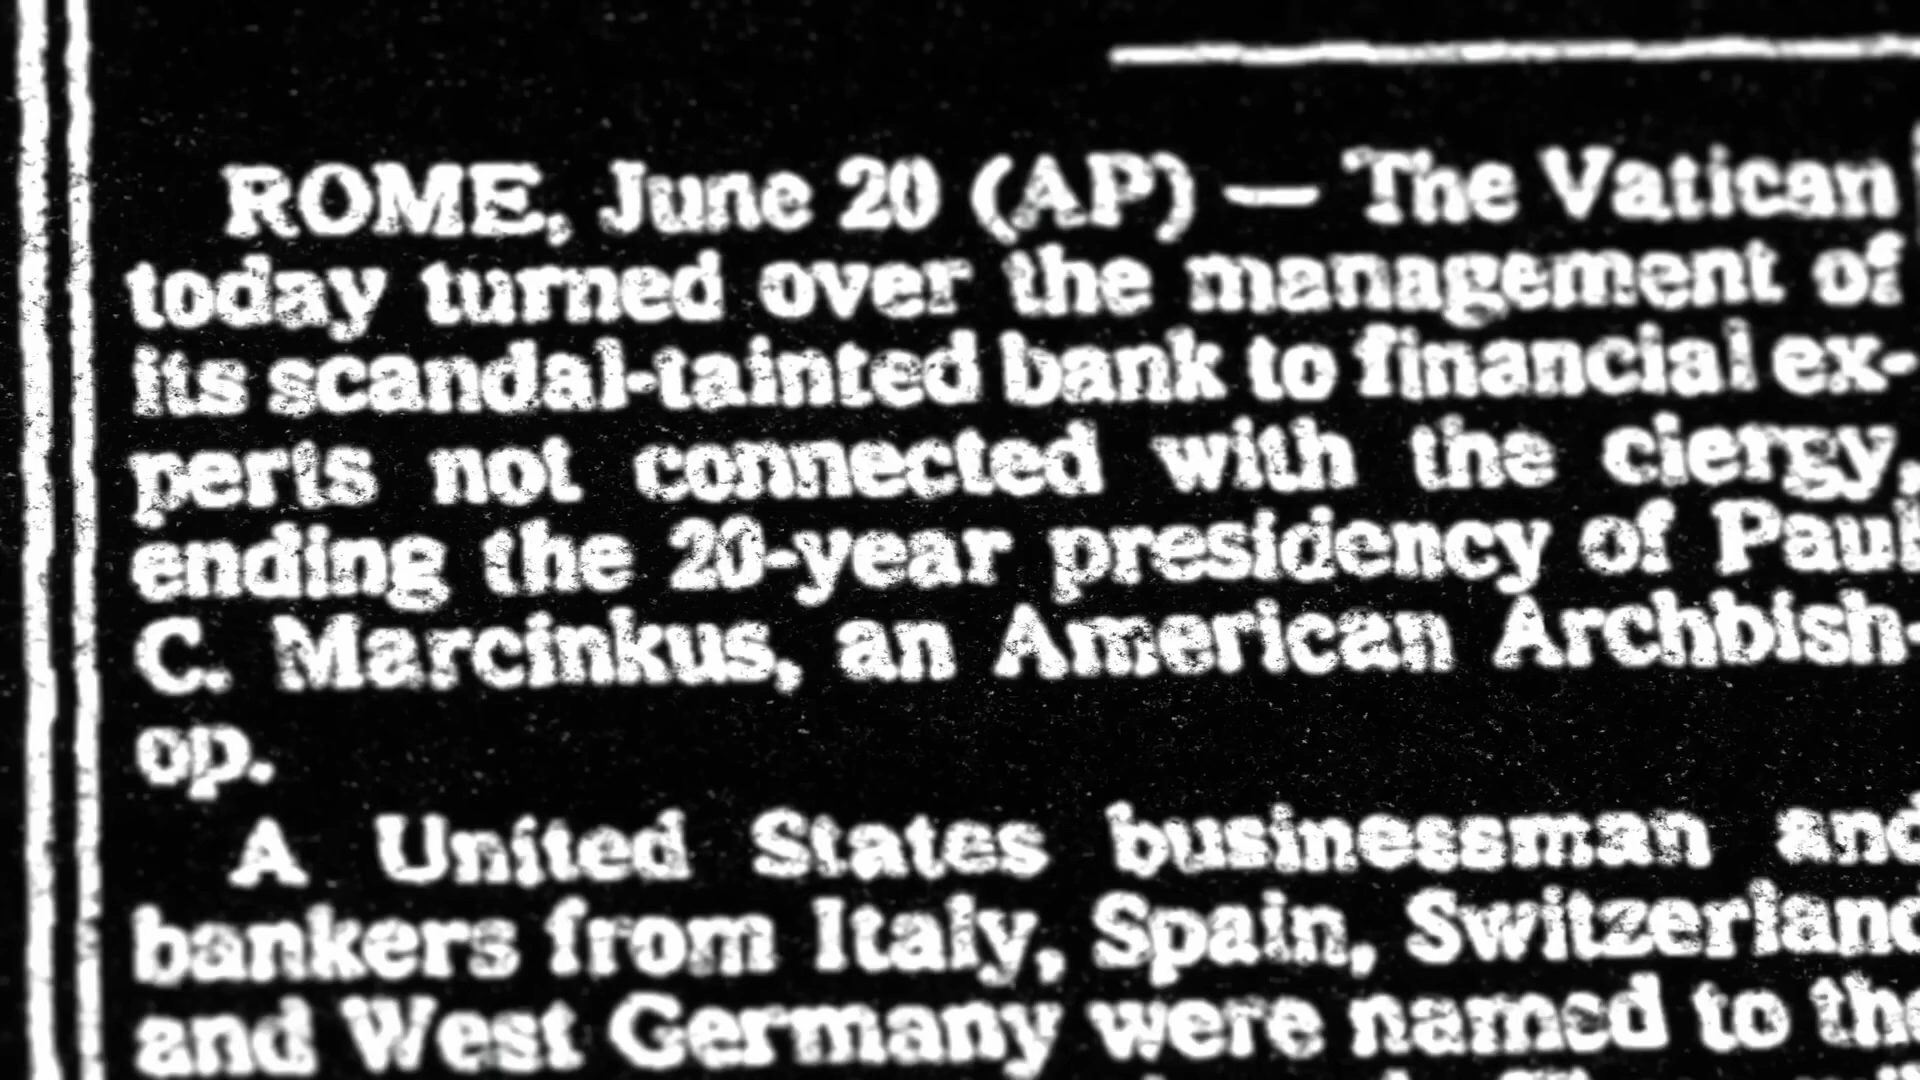 ROME, June 20 (AP) — The Vatican
today turned over the management of
its scandal-tainted bank to financial ex-
perts not connected with the clergy,
ending the 20-year presidency of Paul
C. Marcinkus, an American Archbish-
op.
A United States businessman and
bankers from Italy, Spain, Switzerland
and West Germany were named to the